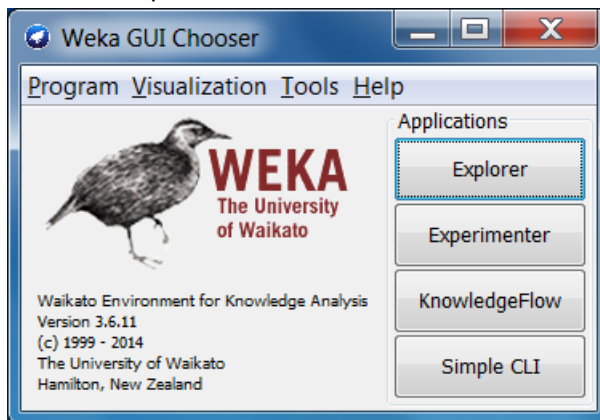 Weka GUI Chooser
Program Visualization Tools Help
WEKA
The University
of Waikato
Waikato Environment for Knowledge Analysis
Version 3.6.11
(c) 1999 - 2014
The University of Waikato
Hamilton, New Zealand
Applications
Explorer
Experimenter
KnowledgeFlow
Simple CLI